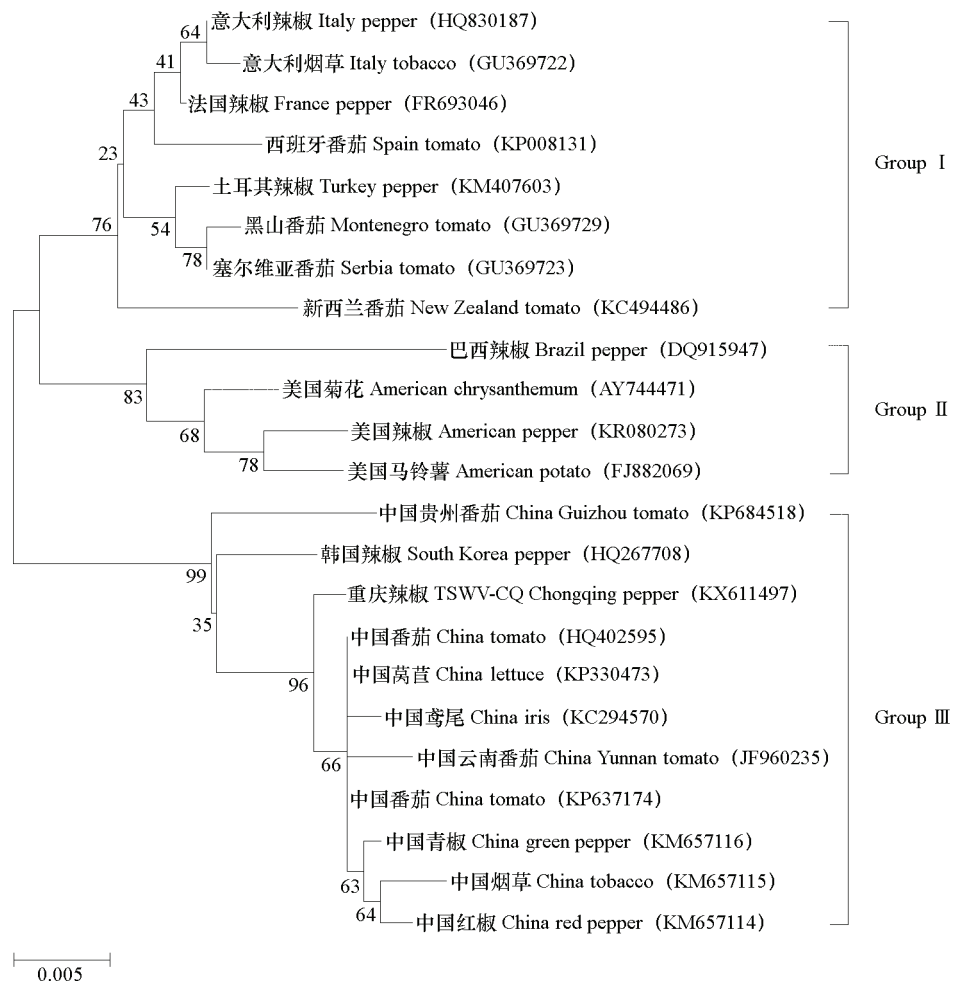 意大利辣椒 Italy pepper (HQ830187)
64
41
意大利烟草 Italy tobacco (GU369722)
43
法国辣椒 France pepper (FR693046)
西班牙番茄 Spain tomato (KP008131)
23
Group Ⅰ
土耳其辣椒 Turkey pepper (KM407603)
76
54
黑山番茄 Montenegro tomato (GU369729)
78
塞尔维亚番茄 Serbia tomato (GU369723)
新西兰番茄 New Zealand tomato (KC494486)
巴西辣椒 Brazil pepper (DQ915947)
83
美国菊花 American chrysanthemum (AY744471)
Group Ⅱ
68
美国辣椒 American pepper (KR080273)
78
美国马铃薯 American potato (FJ882069)
中国贵州番茄 China Guizhou tomato (KP684518)
韩国辣椒 South Korea pepper (HQ267708)
99
重庆辣椒 TSWV-CQ Chongqing pepper (KX611497)
35
中国番茄 China tomato (HQ402595)
中国莴苣 China lettuce (KP330473)
96
中国鸢尾 China iris (KC294570)
Group Ⅲ
中国云南番茄 China Yunnan tomato (JF960235)
66
中国番茄 China tomato (KP637174)
中国青椒 China green pepper (KM657116)
63
中国烟草 China tobacco (KM657115)
64
中国红椒 China red pepper (KM657114)
0.005